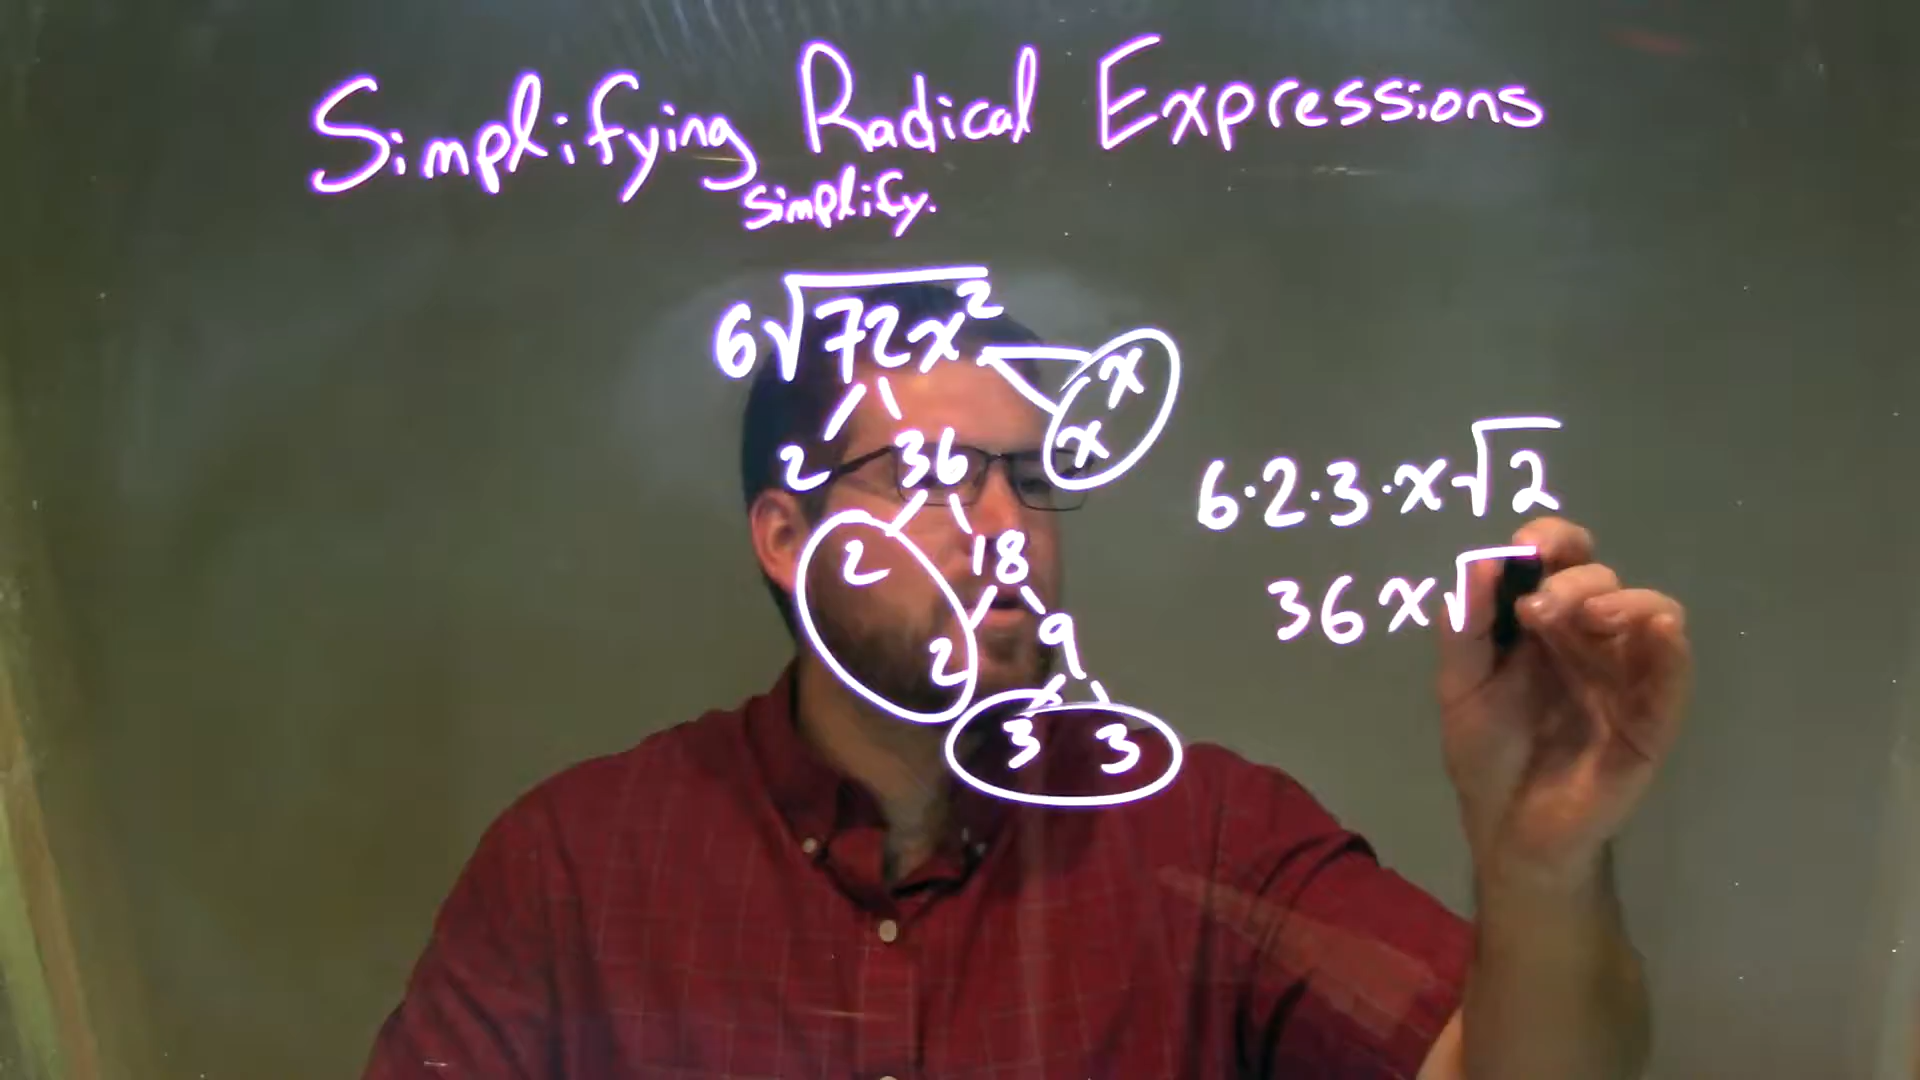 Simplifying Radical Expressions
simplify.
6√72x²
x
x
2 36
6·2·3·x√2
2 18
36x√
2 9
3 3